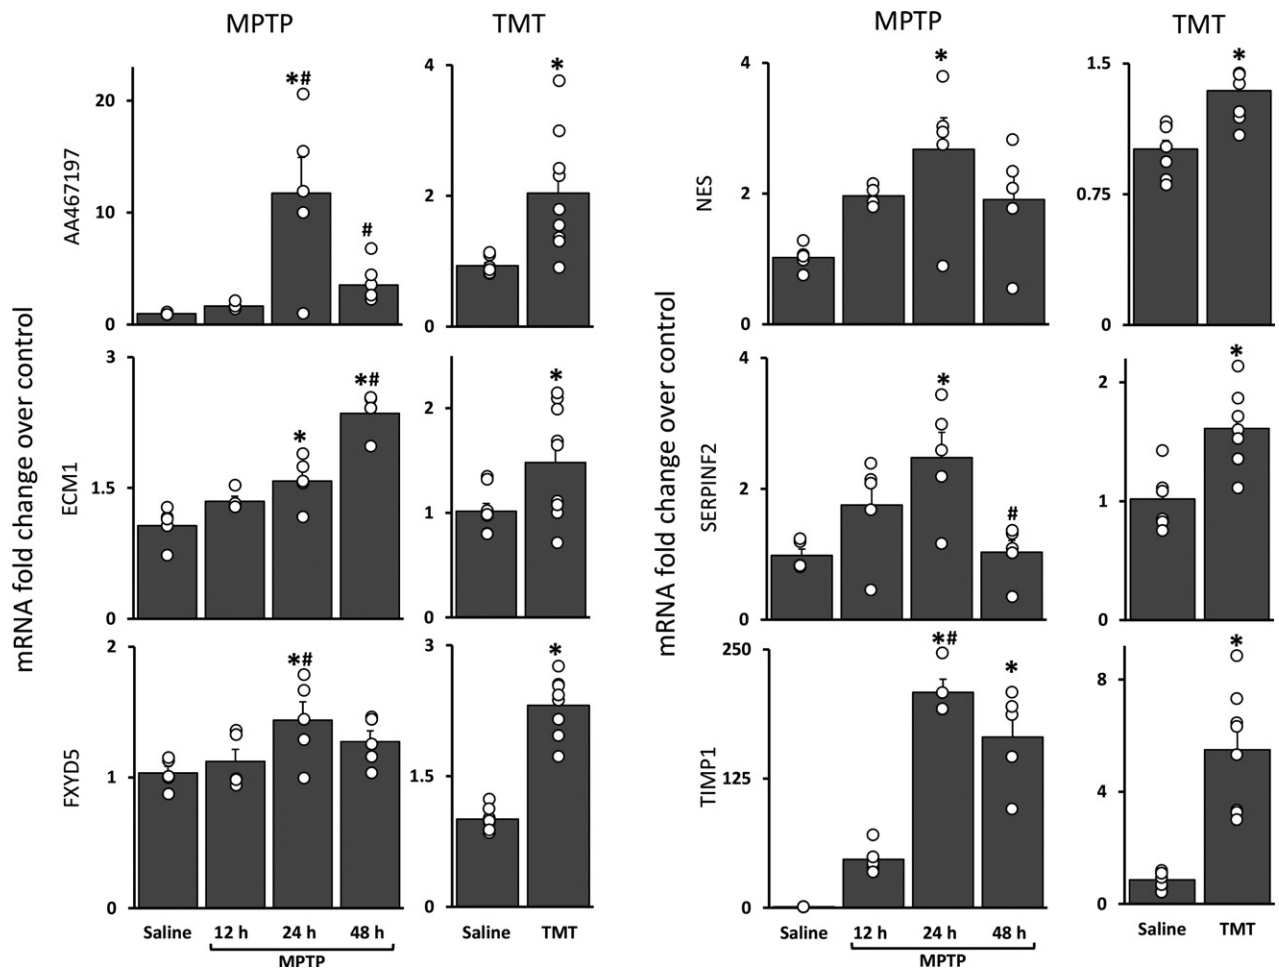 MPTP
TMT
MPTP
TMT
mRNA fold change over control
AA467197
20
10
0
*#
#
4
2
0
*
ECM1
3
1.5
0
*
*#
2
1
0
*
FXYD5
2
1
0
*#
3
1.5
0
*
Saline
12 h
24 h
48 h
MPTP
Saline
TMT
mRNA fold change over control
NES
4
2
0
*
1.5
0.75
0
*
SERPINF2
4
2
0
*
#
2
1
0
*
TIMP1
250
125
0
*#
*
8
4
0
*
Saline
12 h
24 h
48 h
MPTP
Saline
TMT